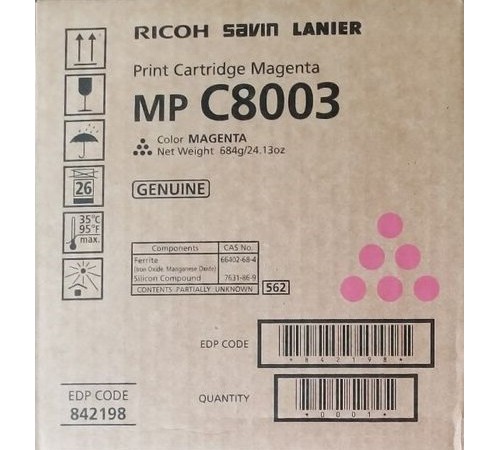 RICOH SAVIN LANIER
Print Cartridge Magenta
MP C8003
Color MAGENTA
Net Weight 684g/24.13oz
GENUINE
26
35°C
95°F
max.
Components CAS No.
Ferrite 66402-68-4
(Iron Oxide, Manganese Oxide)
Silicon Compound 7631-86-9
CONTENTS PARTIALLY UNKNOWN
562
EDP CODE
*842198*
QUANTITY
*0001*
EDP CODE
842198